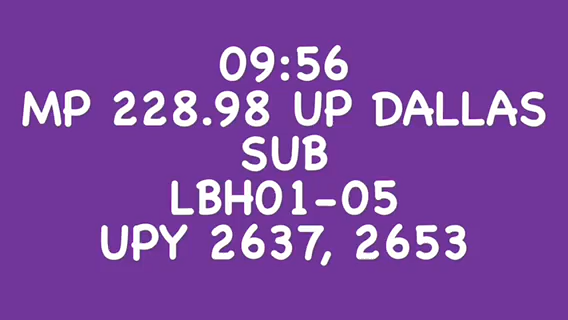 09:56
MP 228.98 UP DALLAS
SUB
LBH01-05
UPY 2637, 2653